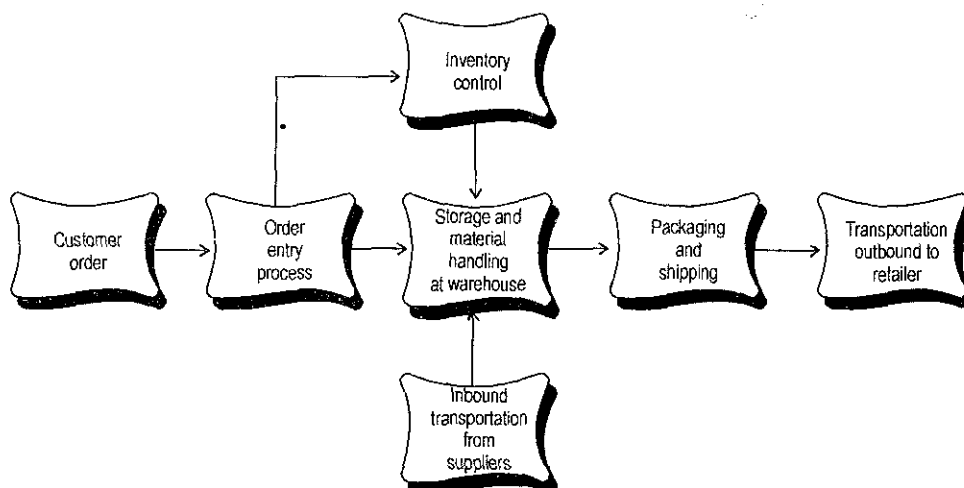 Inventory
control
Customer
order
Order
entry
process
Storage and
material
handling
at warehouse
Packaging
and
shipping
Transportation
outbound to
retailer
Inbound
transportation
from
suppliers